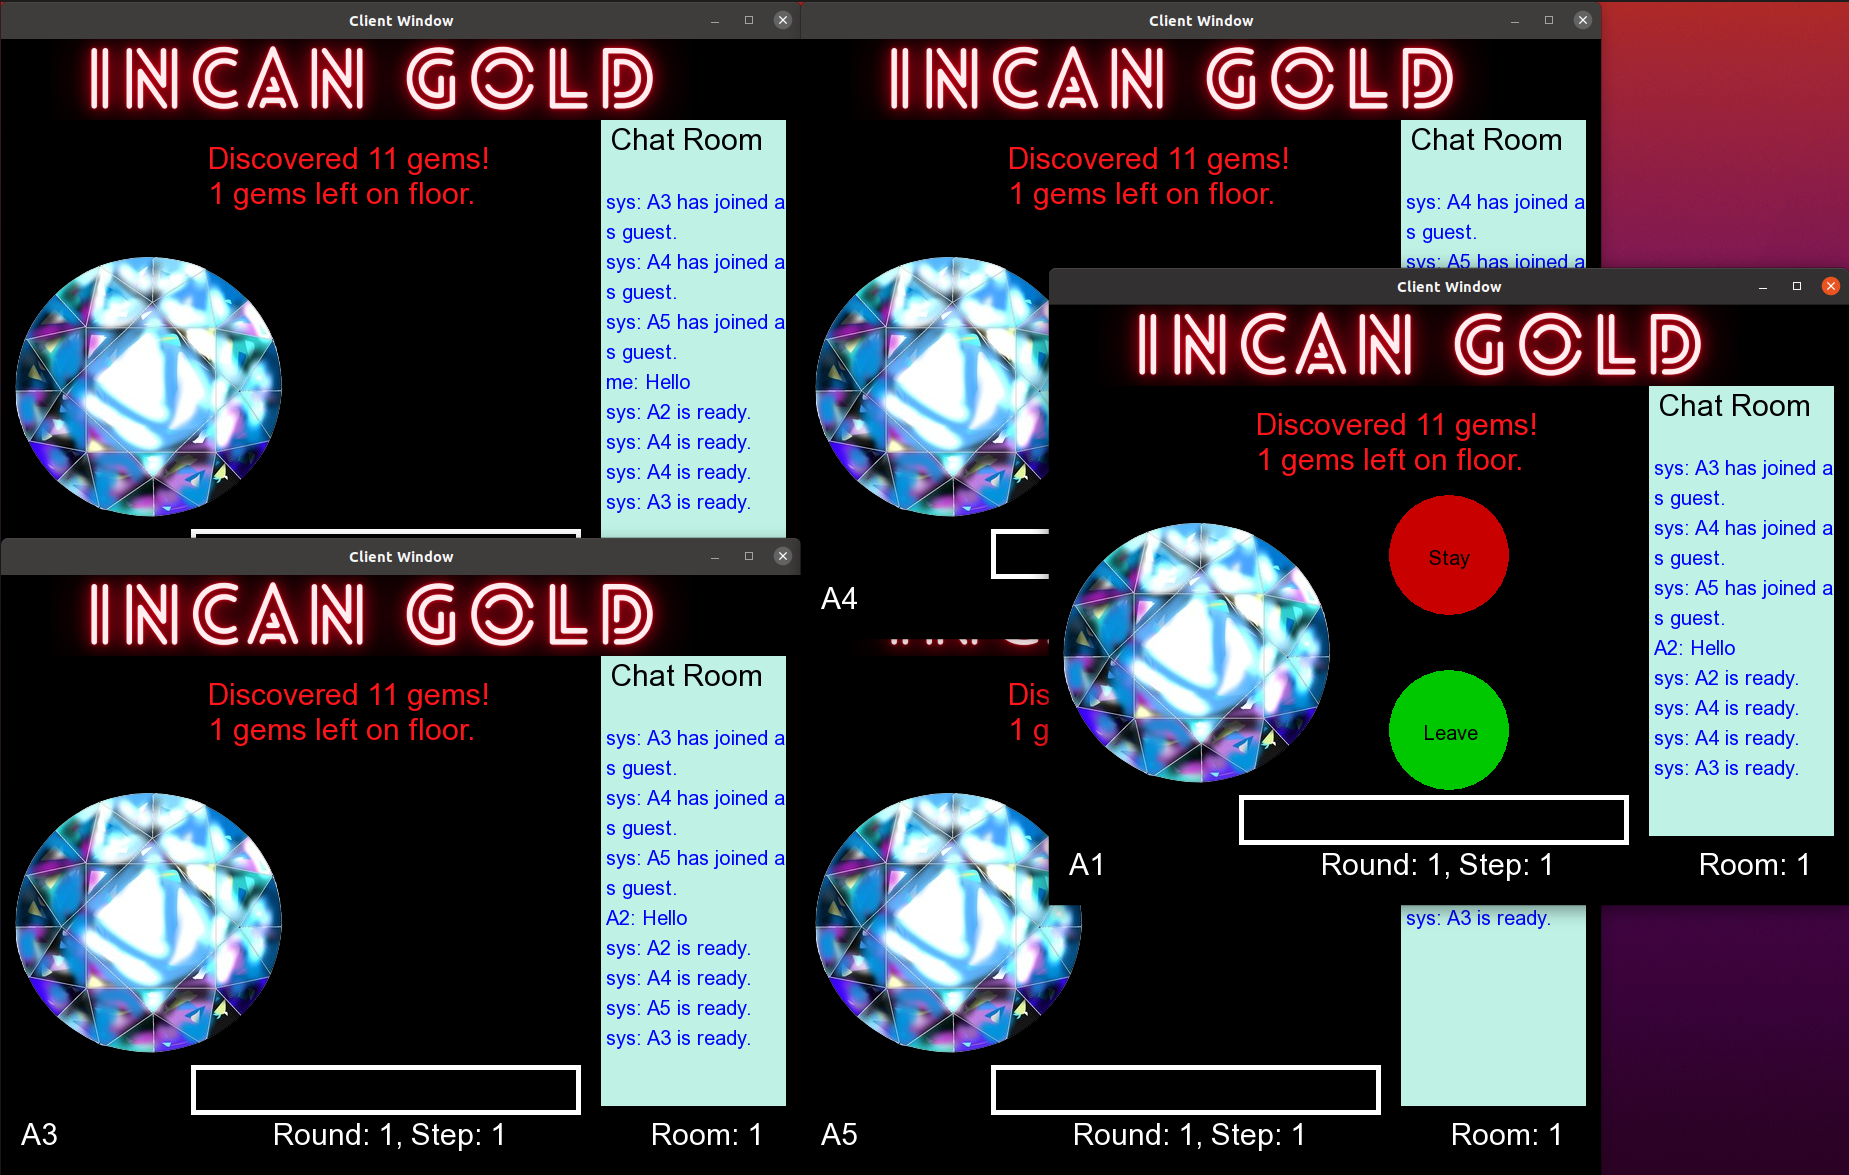 Client Window
INCAN GOLD
Discovered 11 gems!
1 gems left on floor.
Chat Room
sys: A3 has joined a
s guest.
sys: A4 has joined a
s guest.
sys: A5 has joined a
s guest.
me: Hello
sys: A2 is ready.
sys: A4 is ready.
sys: A4 is ready.
sys: A3 is ready.
Client Window
INCAN GOLD
Discovered 11 gems!
1 gems left on floor.
Chat Room
sys: A4 has joined a
s guest.
sys: A5 has joined a
A4
Client Window
INCAN GOLD
Discovered 11 gems!
1 gems left on floor.
Chat Room
sys: A3 has joined a
s guest.
sys: A4 has joined a
s guest.
sys: A5 has joined a
s guest.
A2: Hello
sys: A2 is ready.
sys: A4 is ready.
sys: A4 is ready.
sys: A3 is ready.
Stay
Leave
A1
Round: 1, Step: 1
Room: 1
Client Window
INCAN GOLD
Discovered 11 gems!
1 gems left on floor.
Chat Room
sys: A3 has joined a
s guest.
sys: A4 has joined a
s guest.
sys: A5 has joined a
s guest.
A2: Hello
sys: A2 is ready.
sys: A4 is ready.
sys: A5 is ready.
sys: A3 is ready.
A3
Round: 1, Step: 1
Room: 1
Dis
1 g
sys: A3 is ready.
A5
Round: 1, Step: 1
Room: 1